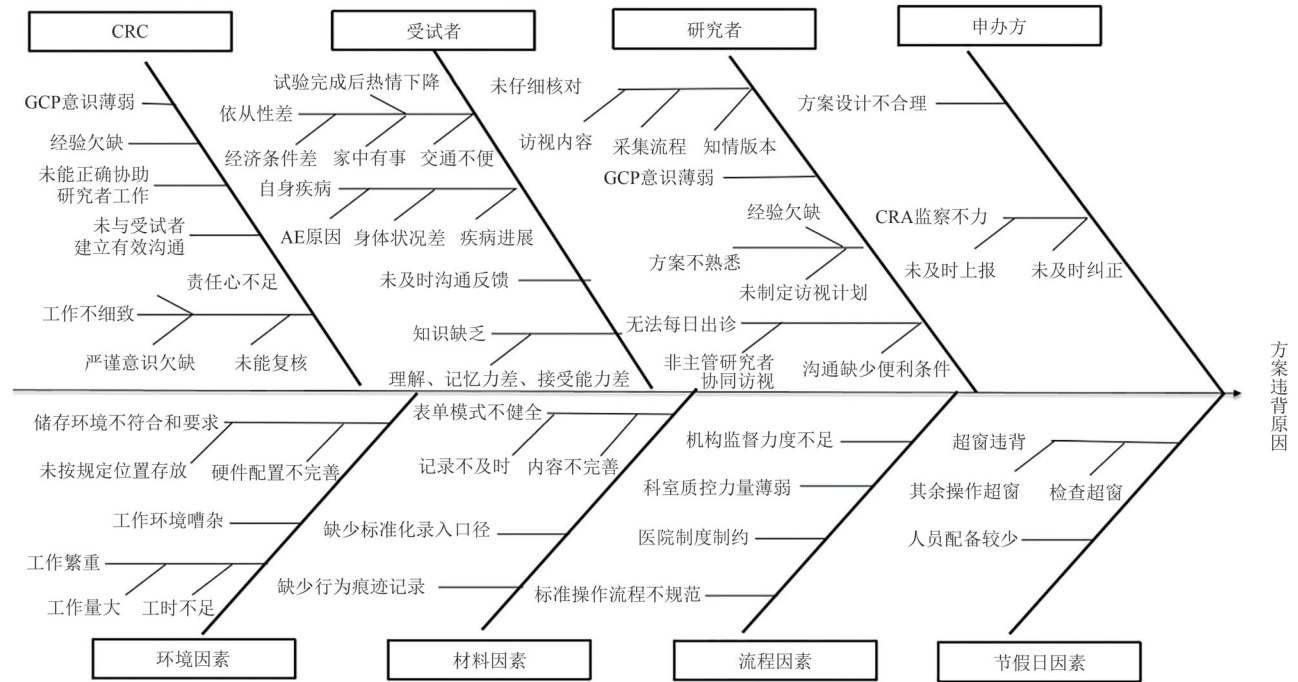 CRC
受试者
研究者
申办方
GCP意识薄弱
经验欠缺
未能正确协助
研究者工作
未与受试者
建立有效沟通
责任心不足
工作不细致
严谨意识欠缺
未能复核
试验完成后热情下降
依从性差
经济条件差
家中有事
交通不便
自身疾病
AE原因
身体状况差
疾病进展
未及时沟通反馈
知识缺乏
理解、记忆力差、接受能力差
未仔细核对
访视内容
采集流程
知情版本
GCP意识薄弱
经验欠缺
方案不熟悉
未制定访视计划
无法每日出诊
非主管研究者
协同访视
沟通缺少便利条件
方案设计不合理
CRA监察不力
未及时上报
未及时纠正
方案违背原因
储存环境不符合和要求
未按规定位置存放
硬件配置不完善
工作环境嘈杂
工作繁重
工作量大
工时不足
表单模式不健全
记录不及时
内容不完善
缺少标准化录入口径
缺少行为痕迹记录
机构监督力度不足
科室质控力量薄弱
医院制度制约
标准操作流程不规范
超窗违背
其余操作超窗
检查超窗
人员配备较少
环境因素
材料因素
流程因素
节假日因素